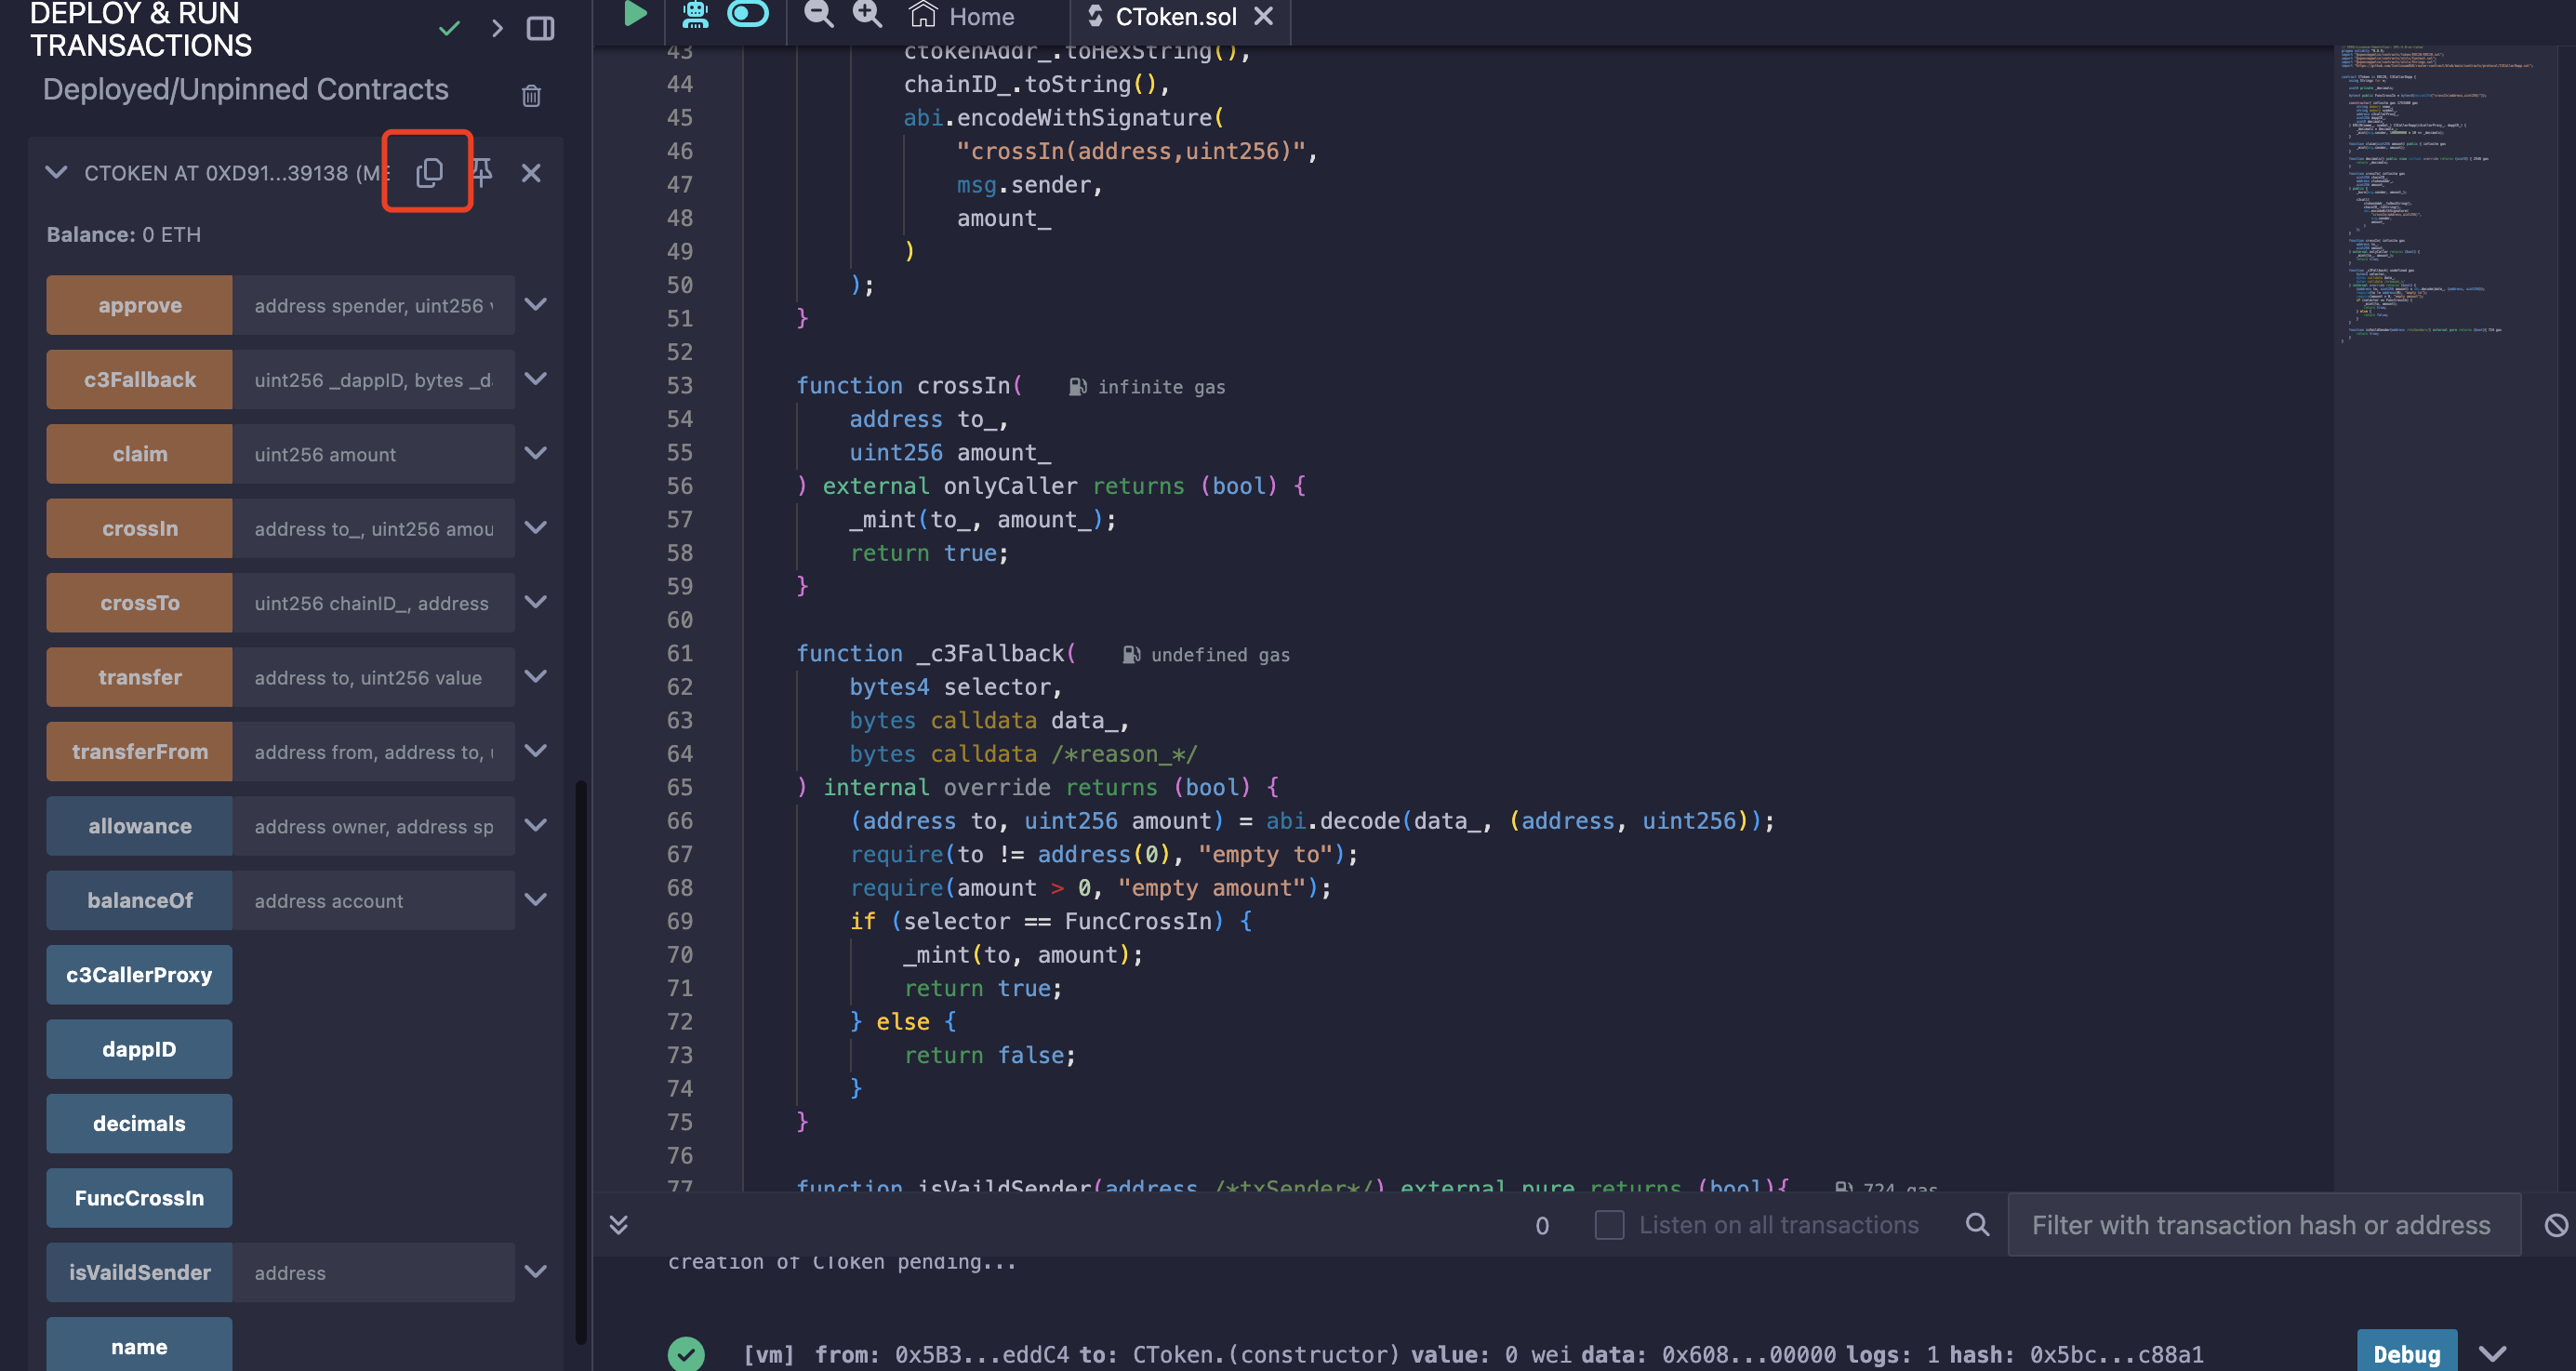 DEPLOY & RUN
TRANSACTIONS
Deployed/Unpinned Contracts
CTOKEN AT 0XD91...39138 (ME
Balance: 0 ETH
approve address spender, uint256 v
c3Fallback uint256 _dappID, bytes _da
claim uint256 amount
crossIn address to_, uint256 amou
crossTo uint256 chainID_, address
transfer address to, uint256 value
transferFrom address from, address to, u
allowance address owner, address sp
balanceOf address account
c3CallerProxy
dappID
decimals
FuncCrossIn
isVaildSender address
name
Home
CToken.sol
43 ctokenAddr_.toHexString(),
44 chainID_.toString(),
45 abi.encodeWithSignature(
46 "crossIn(address,uint256)",
47 msg.sender,
48 amount_
49 )
50 );
51 }
52
53 function crossIn( infinite gas
54 address to_,
55 uint256 amount_
56 ) external onlyCaller returns (bool) {
57 _mint(to_, amount_);
58 return true;
59 }
60
61 function _c3Fallback( undefined gas
62 bytes4 selector,
63 bytes calldata data_,
64 bytes calldata /*reason_*/
65 ) internal override returns (bool) {
66 (address to, uint256 amount) = abi.decode(data_, (address, uint256));
67 require(to != address(0), "empty to");
68 require(amount > 0, "empty amount");
69 if (selector == FuncCrossIn) {
70 _mint(to, amount);
71 return true;
72 } else {
73 return false;
74 }
75 }
76
77 function isVaildSender(address /*txSender*/) external pure returns (bool){ 724 gas
0 Listen on all transactions Filter with transaction hash or address
creation of CToken pending...
[vm] from: 0x5B3...eddC4 to: CToken.(constructor) value: 0 wei data: 0x608...00000 logs: 1 hash: 0x5bc...c88a1 Debug